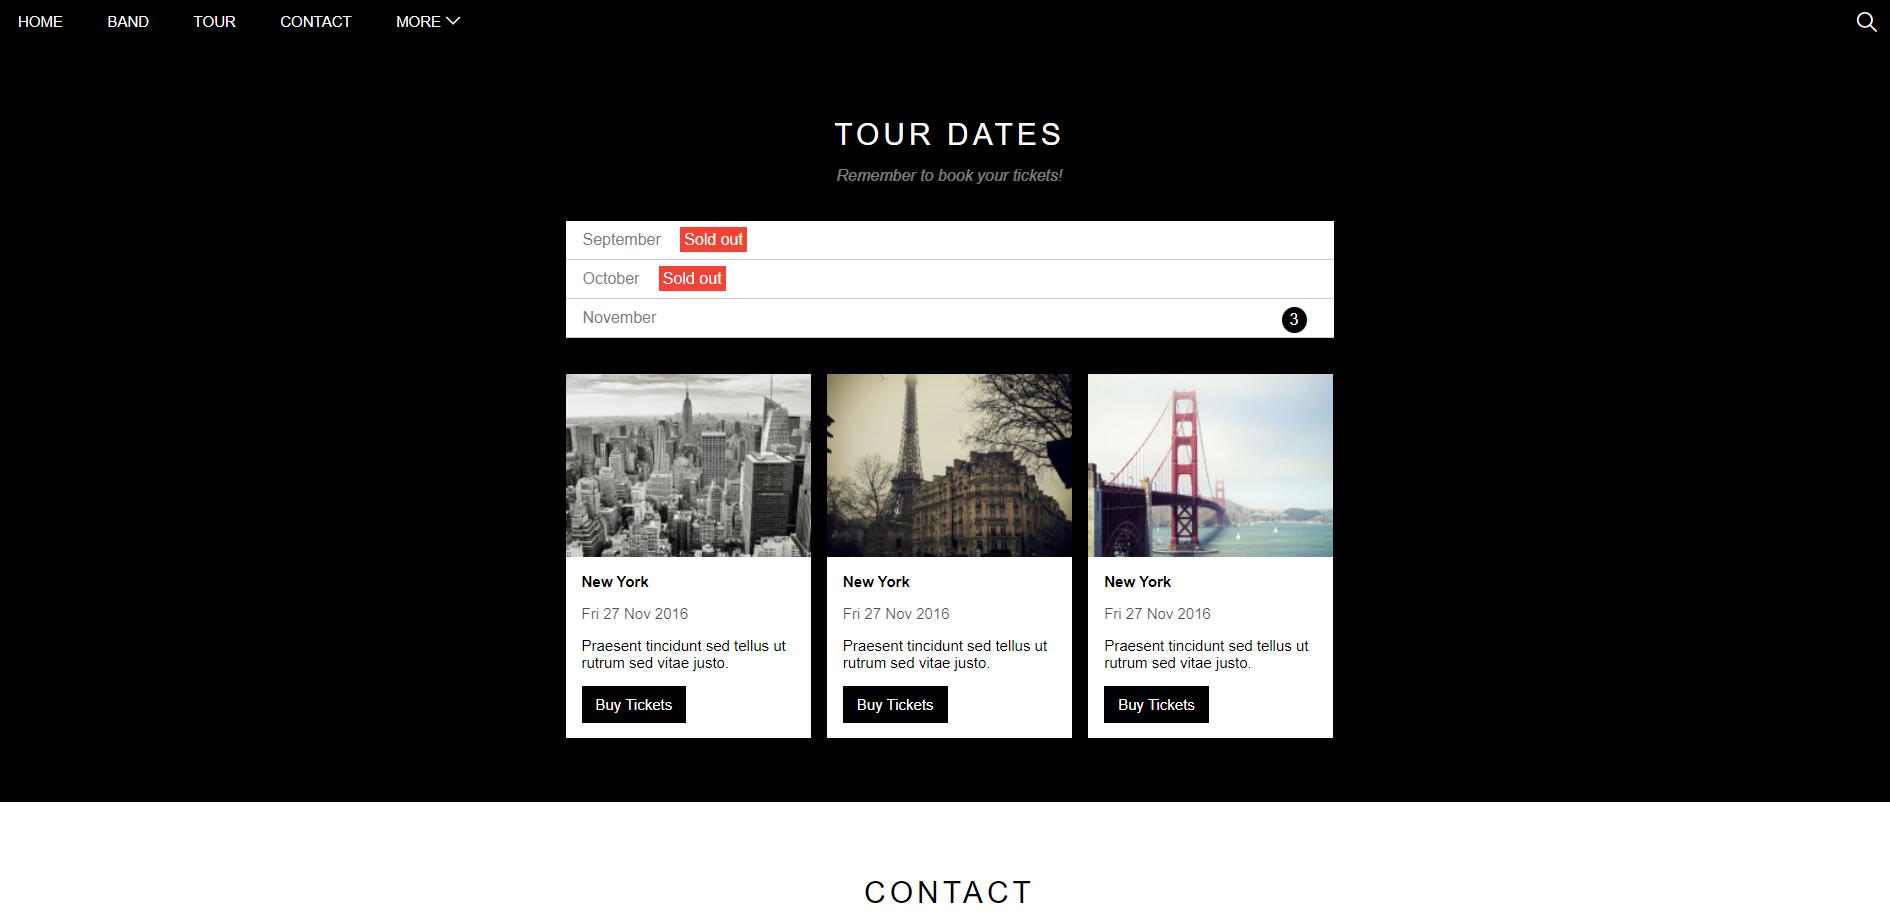 HOME BAND TOUR CONTACT MORE
TOUR DATES
Remember to book your tickets!
September Sold out
October Sold out
November 3
New York
Fri 27 Nov 2016
Praesent tincidunt sed tellus ut
rutrum sed vitae justo.
Buy Tickets
New York
Fri 27 Nov 2016
Praesent tincidunt sed tellus ut
rutrum sed vitae justo.
Buy Tickets
New York
Fri 27 Nov 2016
Praesent tincidunt sed tellus ut
rutrum sed vitae justo.
Buy Tickets
CONTACT